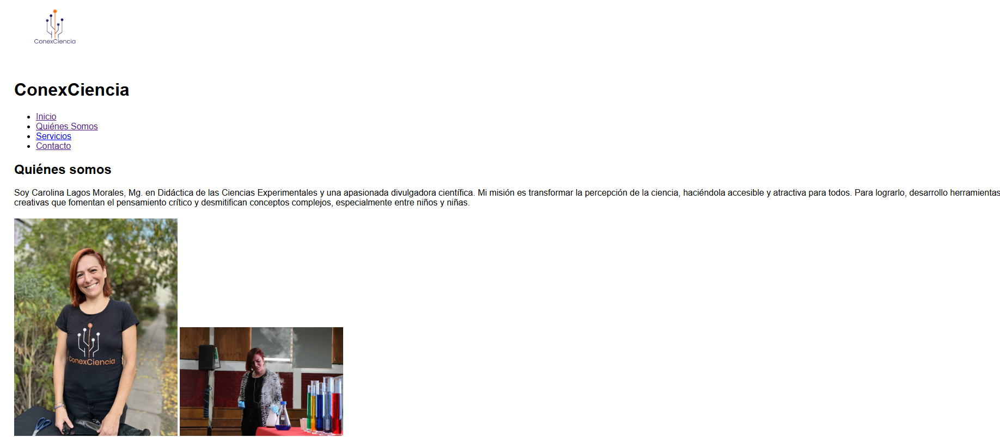 ConexCiencia
ConexCiencia
Inicio
Quiénes Somos
Servicios
Contacto
Quiénes somos
Soy Carolina Lagos Morales, Mg. en Didáctica de las Ciencias Experimentales y una apasionada divulgadora científica. Mi misión es transformar la percepción de la ciencia, haciéndola accesible y atractiva para todos. Para lograrlo, desarrollo herramientas
creativas que fomentan el pensamiento crítico y desmitifican conceptos complejos, especialmente entre niños y niñas.
ConexCiencia